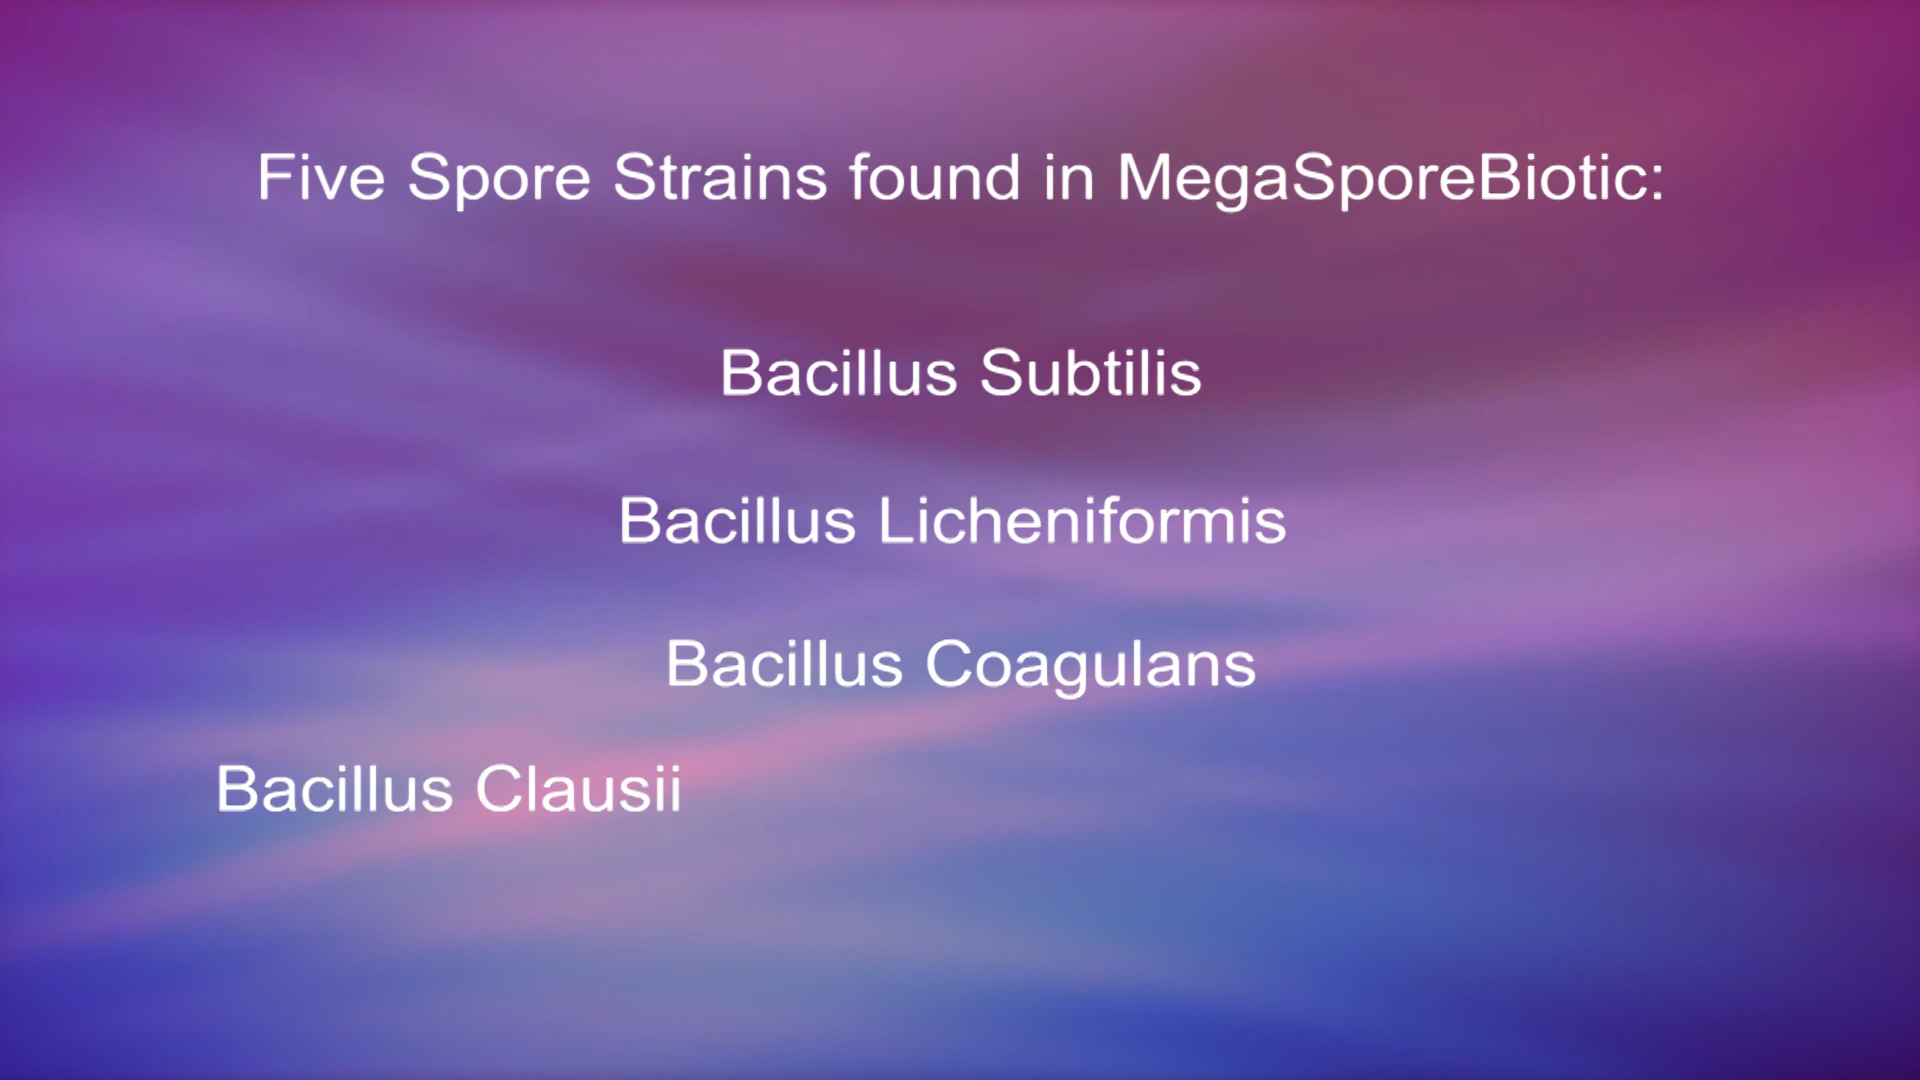 Five Spore Strains found in MegaSporeBiotic:
Bacillus Subtilis
Bacillus Licheniformis
Bacillus Coagulans
Bacillus Clausii